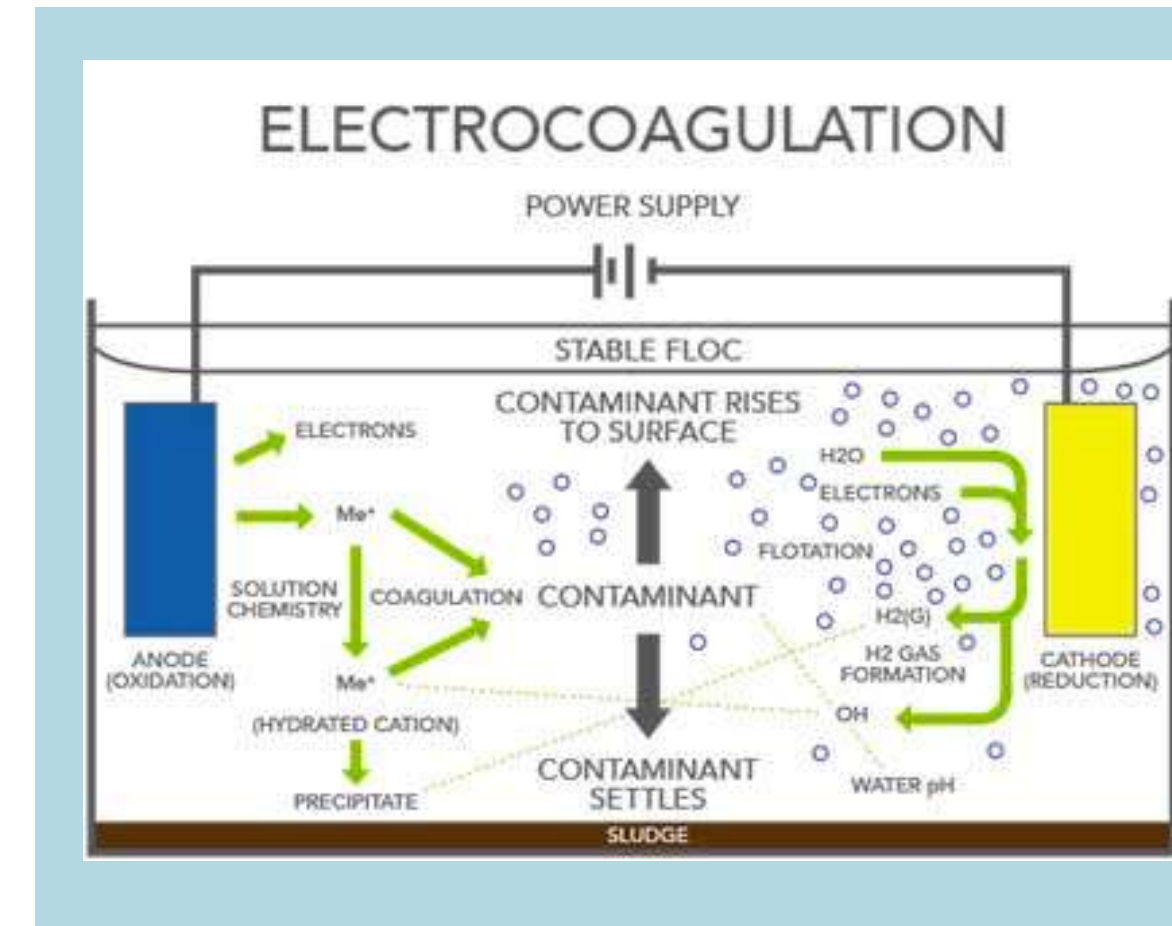 ELECTROCOAGULATION
POWER SUPPLY
STABLE FLOC
CONTAMINANT RISES
TO SURFACE
ELECTRONS
H2O
ELECTRONS
Me⁺
FLOTATION
SOLUTION
CHEMISTRY
COAGULATION
CONTAMINANT
H2(G)
H2 GAS
FORMATION
ANODE
(OXIDATION)
CATHODE
(REDUCTION)
Me⁺
(HYDRATED CATION)
OH
CONTAMINANT
SETTLES
WATER pH
PRECIPITATE
SLUDGE